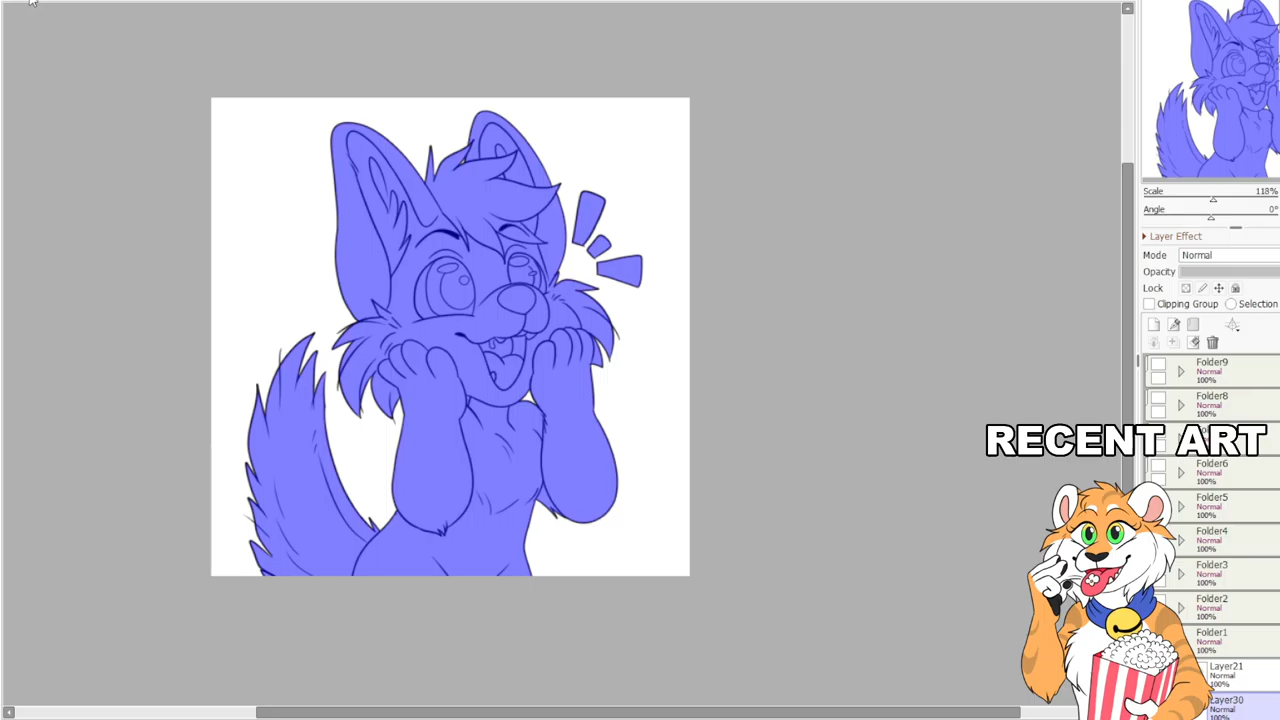 Scale 118%
Angle 0°
Layer Effect
Mode Normal
Opacity
Lock
Clipping Group Selection
Folder9
Normal
100%
Folder8
Normal
100%
RECENT ART
Folder6
Normal
100%
Folder5
Normal
100%
Folder4
Normal
100%
Folder3
Normal
100%
Folder2
Normal
100%
Folder1
Normal
100%
Layer21
Normal
100%
Layer30
Normal
100%